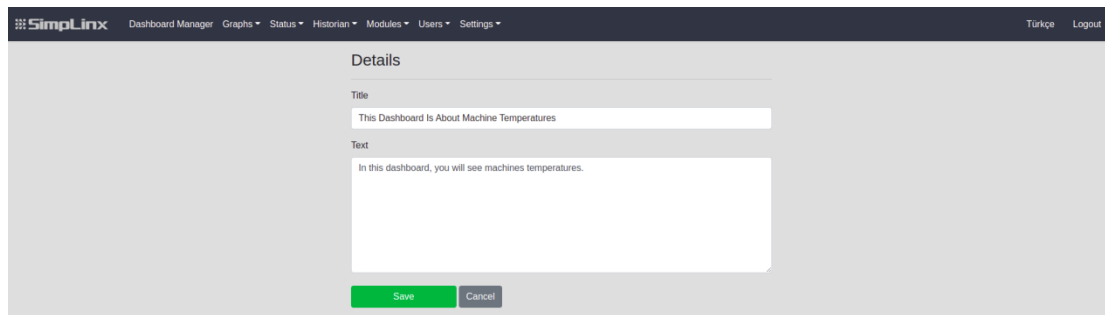 SimpLinx Dashboard Manager Graphs Status Historian Modules Users Settings Türkçe Logout
Details
Title
This Dashboard Is About Machine Temperatures
Text
In this dashboard, you will see machines temperatures.
Save Cancel